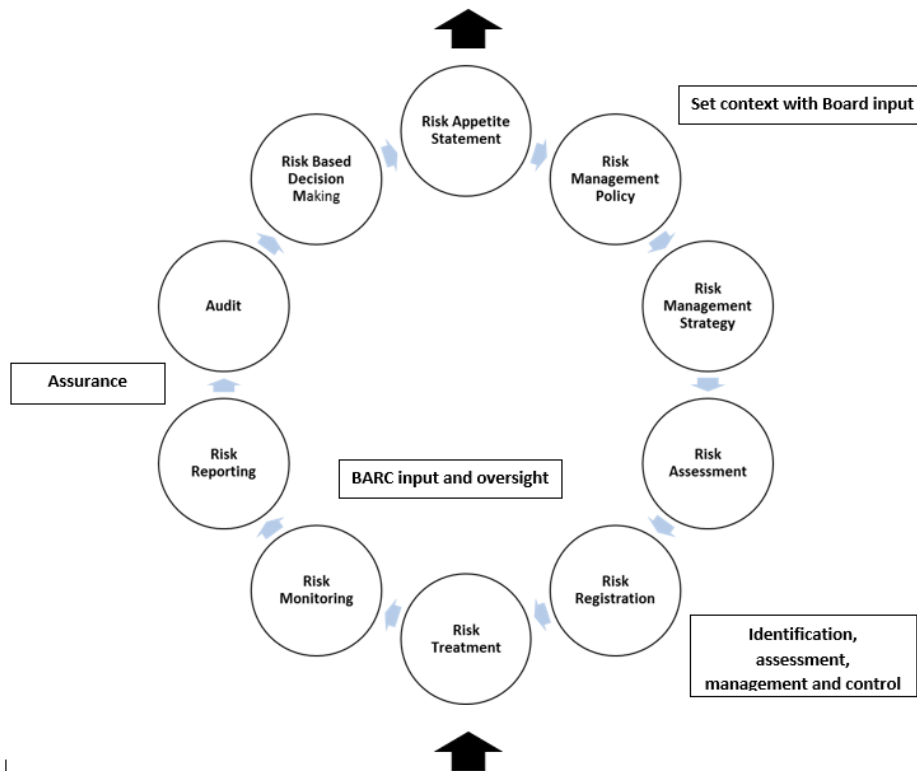 Risk Appetite
Statement
Set context with Board input
Risk
Management
Policy
Risk Based
Decision
Making
Risk
Management
Strategy
Audit
Assurance
Risk
Assessment
Risk
Reporting
BARC input and oversight
Risk
Registration
Risk
Monitoring
Risk
Treatment
Identification,
assessment,
management and control